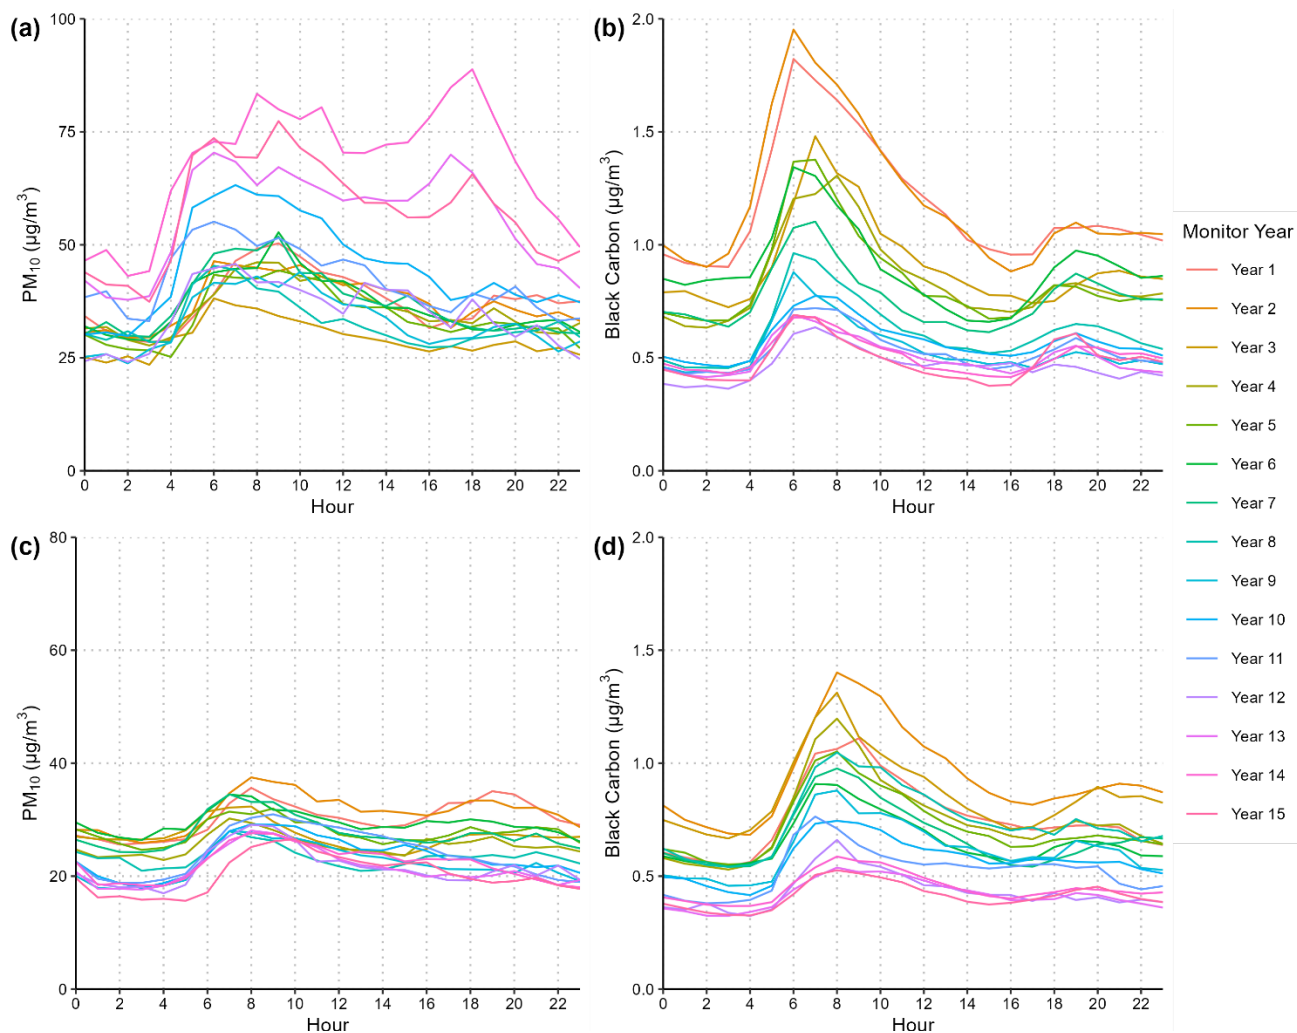 (a)
100
75
50
25
0
PM10 (µg/m3)
0 2 4 6 8 10 12 14 16 18 20 22
Hour
(b)
2.0
1.5
1.0
0.5
0.0
Black Carbon (µg/m3)
0 2 4 6 8 10 12 14 16 18 20 22
Hour
(c)
80
60
40
20
0
PM10 (µg/m3)
0 2 4 6 8 10 12 14 16 18 20 22
Hour
(d)
2.0
1.5
1.0
0.5
0.0
Black Carbon (µg/m3)
0 2 4 6 8 10 12 14 16 18 20 22
Hour
Monitor Year
Year 1
Year 2
Year 3
Year 4
Year 5
Year 6
Year 7
Year 8
Year 9
Year 10
Year 11
Year 12
Year 13
Year 14
Year 15